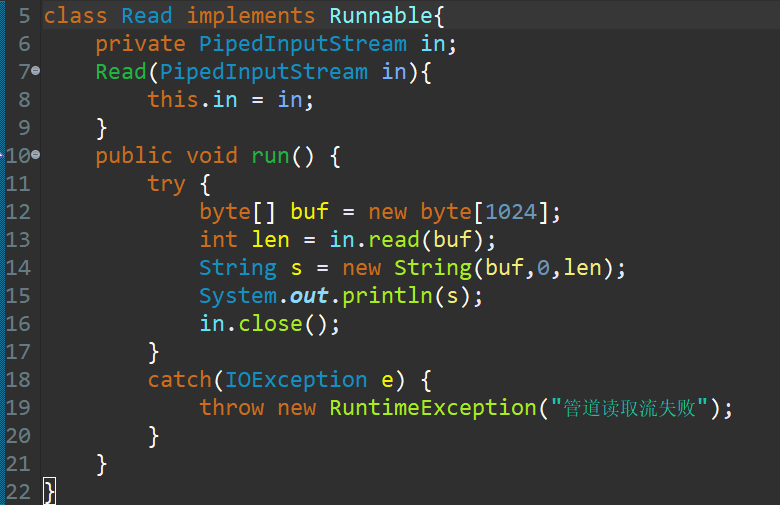 5 class Read implements Runnable{
6     private PipedInputStream in;
7     Read(PipedInputStream in){
8         this.in = in;
9     }
10     public void run() {
11         try {
12             byte[] buf = new byte[1024];
13             int len = in.read(buf);
14             String s = new String(buf,0,len);
15             System.out.println(s);
16             in.close();
17         }
18         catch(IOException e) {
19             throw new RuntimeException("管道读取流失败");
20         }
21     }
22 }